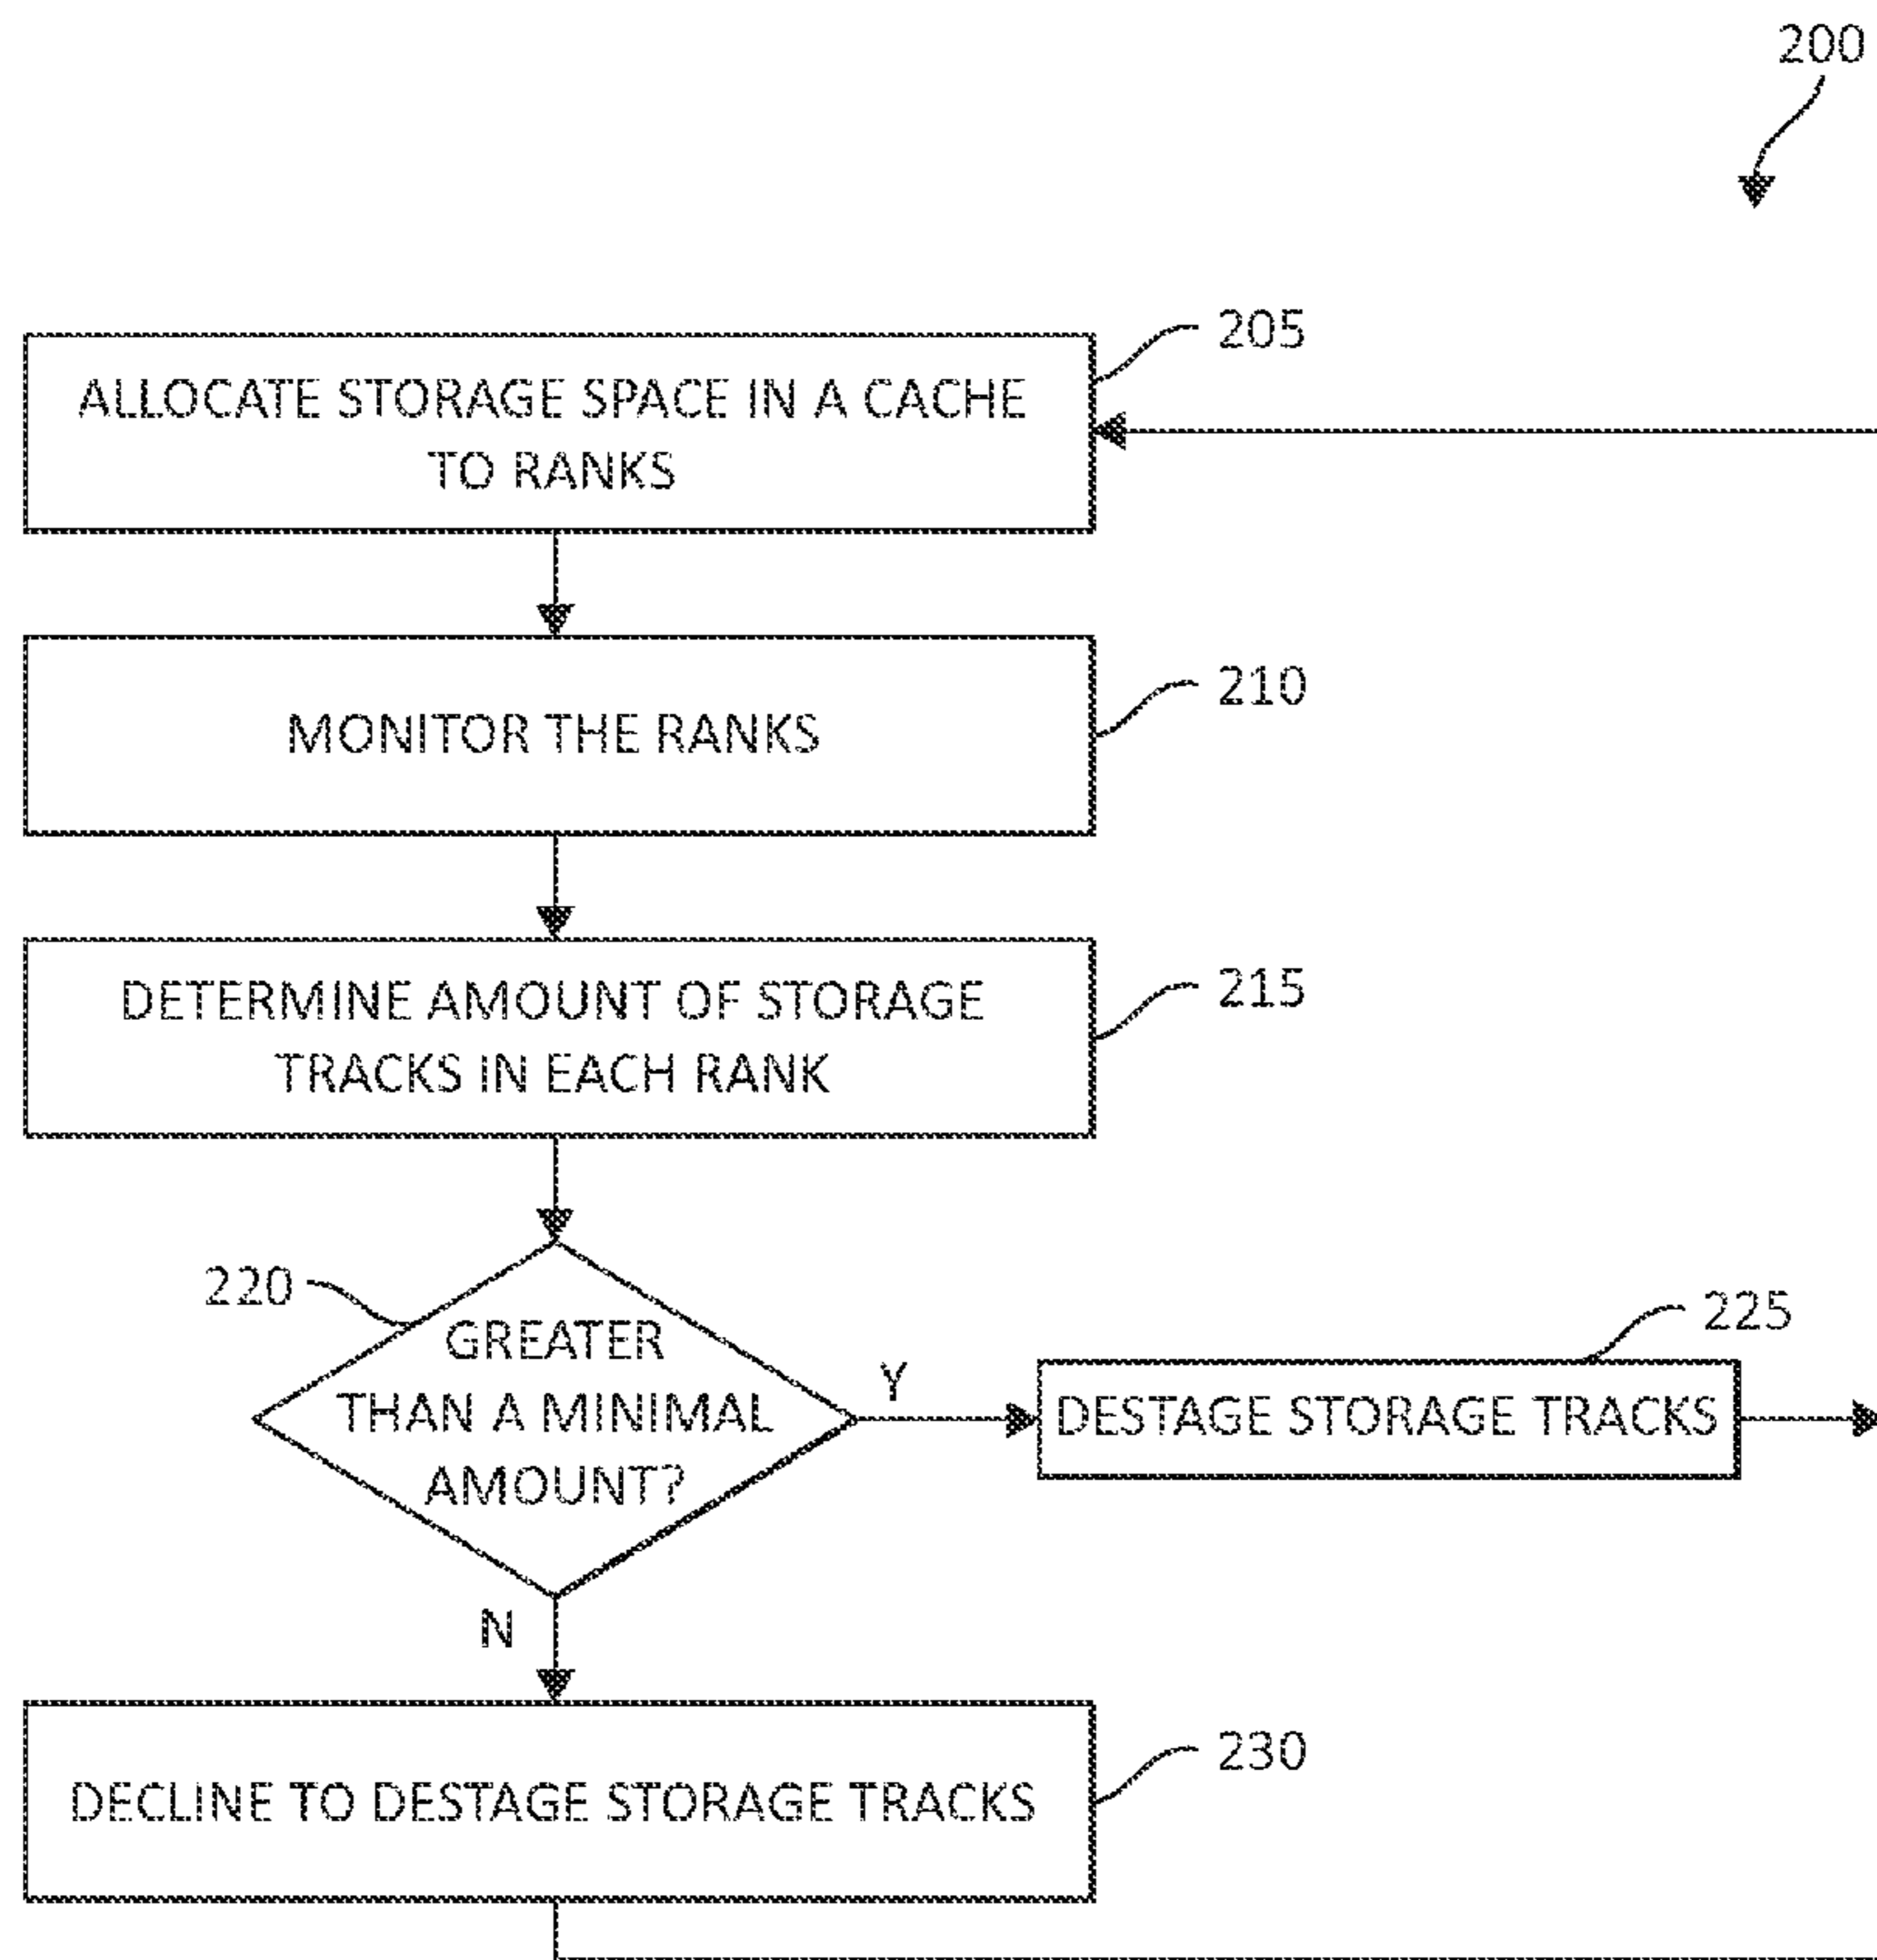 200
205
ALLOCATE STORAGE SPACE IN A CACHE
TO RANKS
210
MONITOR THE RANKS
215
DETERMINE AMOUNT OF STORAGE
TRACKS IN EACH RANK
220
GREATER
THAN A MINIMAL
AMOUNT?
Y
225
DESTAGE STORAGE TRACKS
N
230
DECLINE TO DESTAGE STORAGE TRACKS